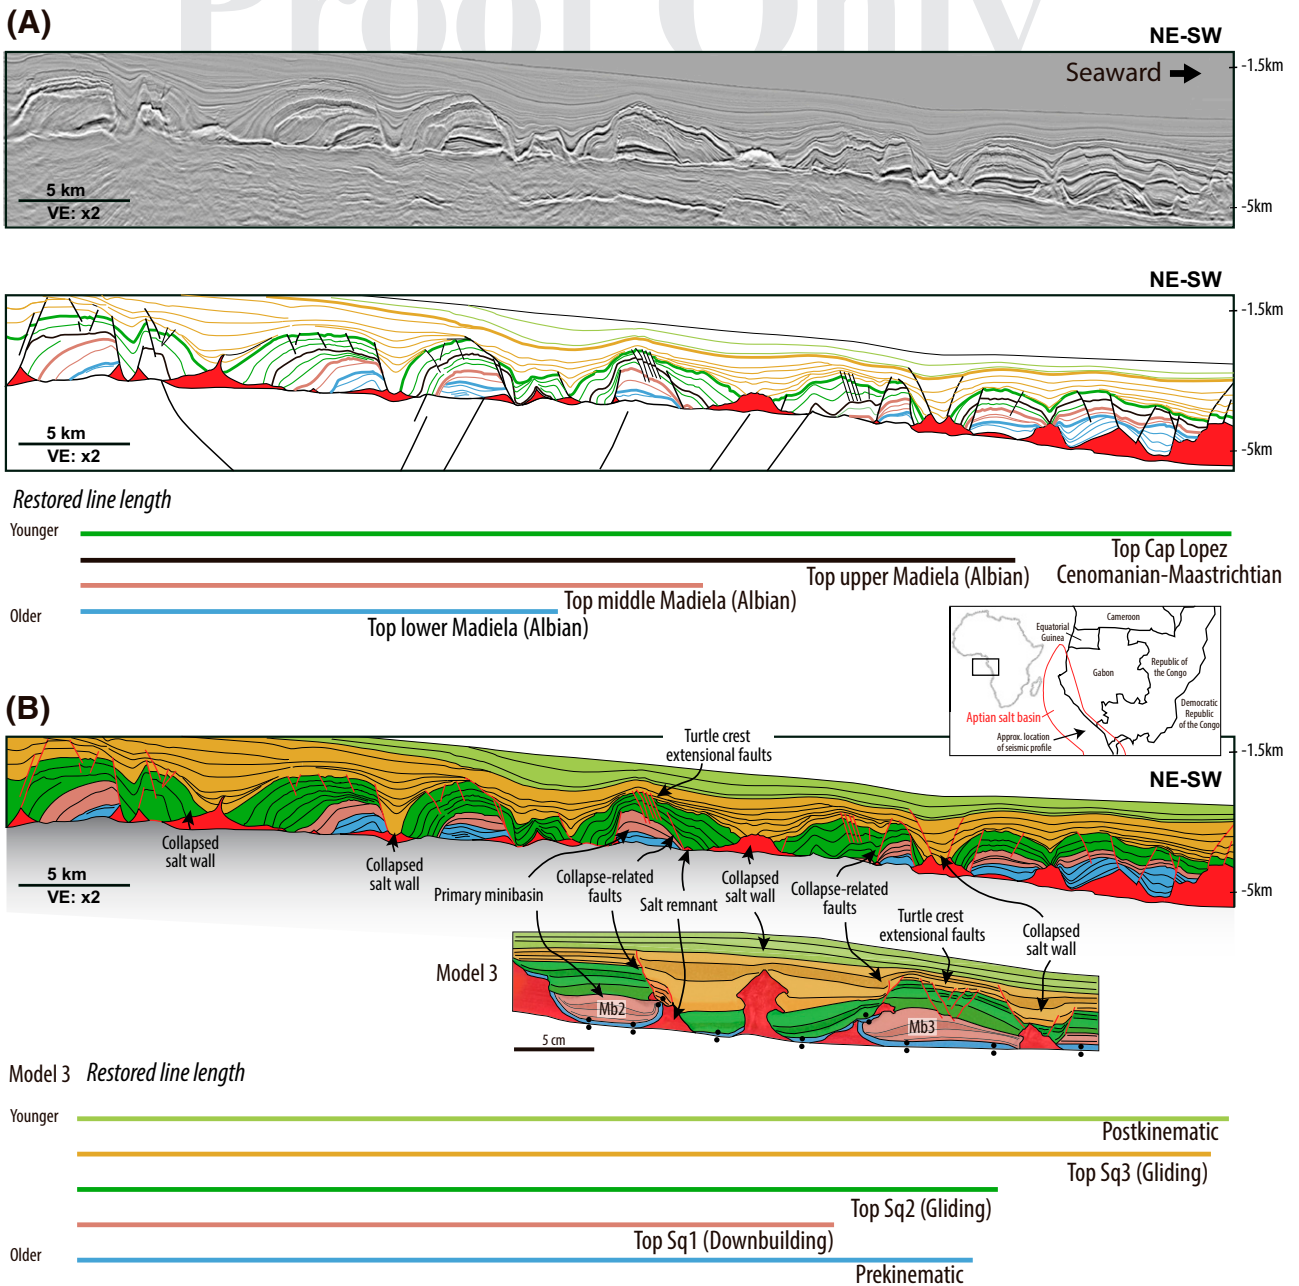 Proof Only
(A)
NE-SW
Seaward
-1.5km
5 km
VE: x2
-5km
NE-SW
-15km
5 km
VE: x2
-5km
Restored line length
Younger
Top Cap Lopez
Cenomanian-Maastrichtian
Top upper Madiela (Albian)
Top middle Madiela (Albian)
Older
Top lower Madiela (Albian)
Cameroon
Equatorial
Guinea
Gabon
Republic of
the Congo
Democratic
Republic
of the Congo
Aptian salt basin
Approx. location
of seismic profile
(B)
Turtle crest
extensional faults
-1.5km
NE-SW
Collapsed
salt wall
Collapsed
salt wall
Primary minibasin
Collapse-related
faults
Salt remnant
Collapsed
salt wall
Collapse-related
faults
Turtle crest
extensional faults
Collapsed
salt wall
5 km
VE: x2
-5km
Model 3
Mb2
Mb3
5 cm
Model 3 Restored line length
Younger
Postkinematic
Top Sq3 (Gliding)
Top Sq2 (Gliding)
Top Sq1 (Downbuilding)
Older
Prekinematic